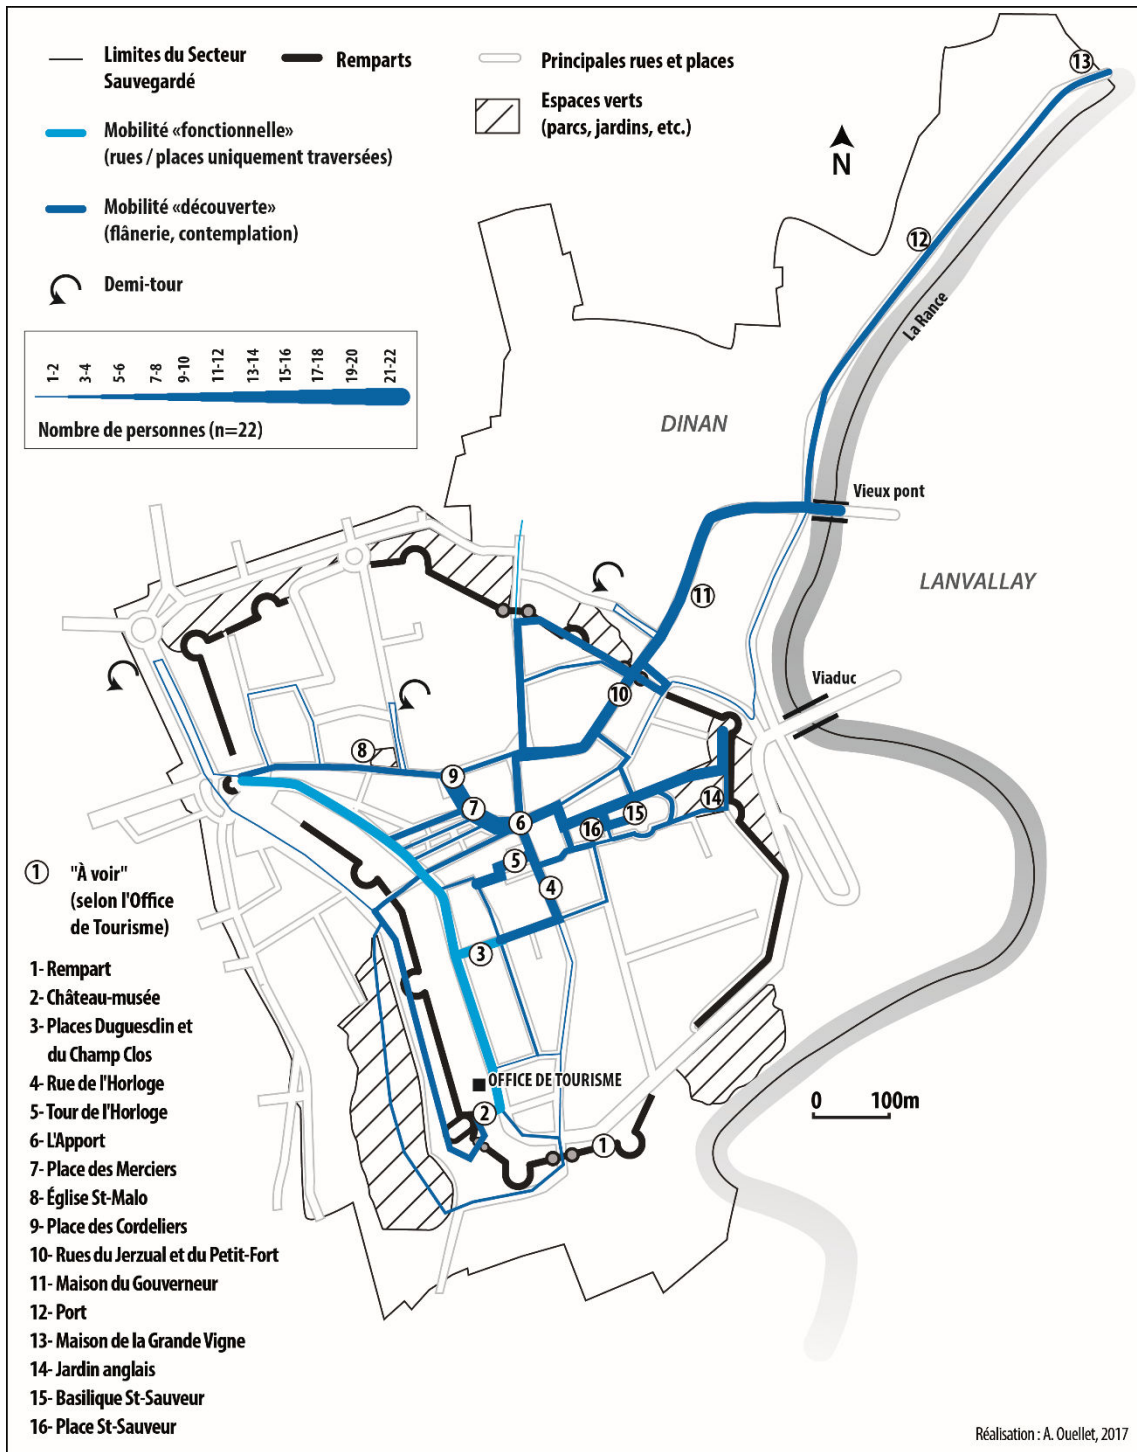 Limites du Secteur
Sauvegardé
Remparts
Principales rues et places
Espaces verts
(parcs, jardins, etc.)
Mobilité «fonctionnelle»
(rues / places uniquement traversées)
Mobilité «découverte»
(flânerie, contemplation)
Demi-tour
1-2
3-4
5-6
7-8
9-10
11-12
13-14
15-16
17-18
19-20
21-22
Nombre de personnes (n=22)
N
13
12
La Rance
DINAN
Vieux pont
LANVALLAY
11
Viaduc
10
8
9
7
6
14
15
16
5
4
3
OFFICE DE TOURISME
2
1
0 100m
1 "À voir"
(selon l'Office
de Tourisme)
1- Rempart
2- Château-musée
3- Places Duguesclin et
du Champ Clos
4- Rue de l'Horloge
5- Tour de l'Horloge
6- L'Apport
7- Place des Merciers
8- Église St-Malo
9- Place des Cordeliers
10- Rues du Jerzual et du Petit-Fort
11- Maison du Gouverneur
12- Port
13- Maison de la Grande Vigne
14- Jardin anglais
15- Basilique St-Sauveur
16- Place St-Sauveur
Réalisation : A. Ouellet, 2017